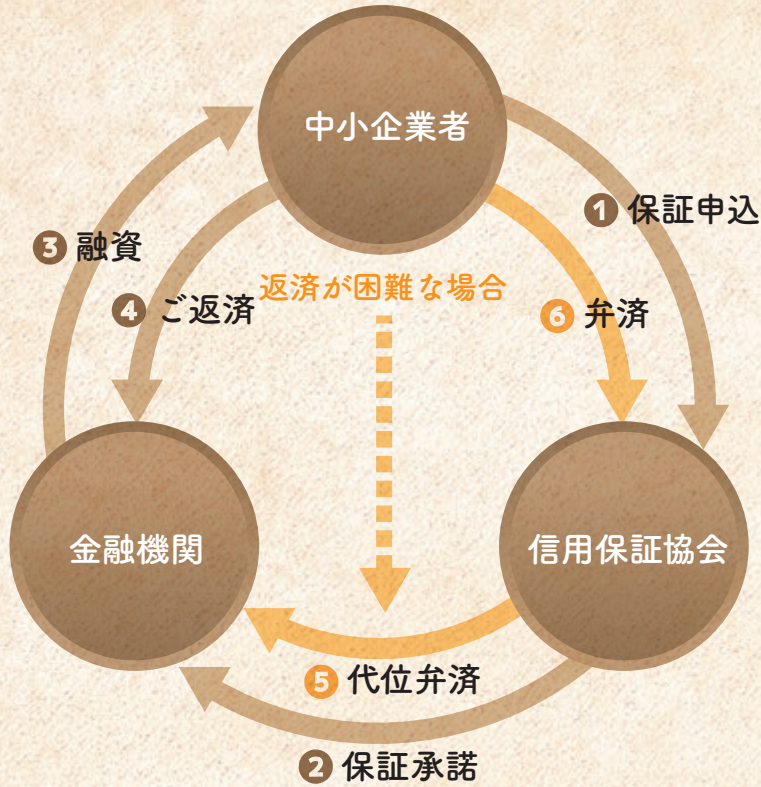 中小企業者
❶ 保証申込
❸ 融資
返済が困難な場合
❹ ご返済
❻ 弁済
金融機関
信用保証協会
❺ 代位弁済
❷ 保証承諾